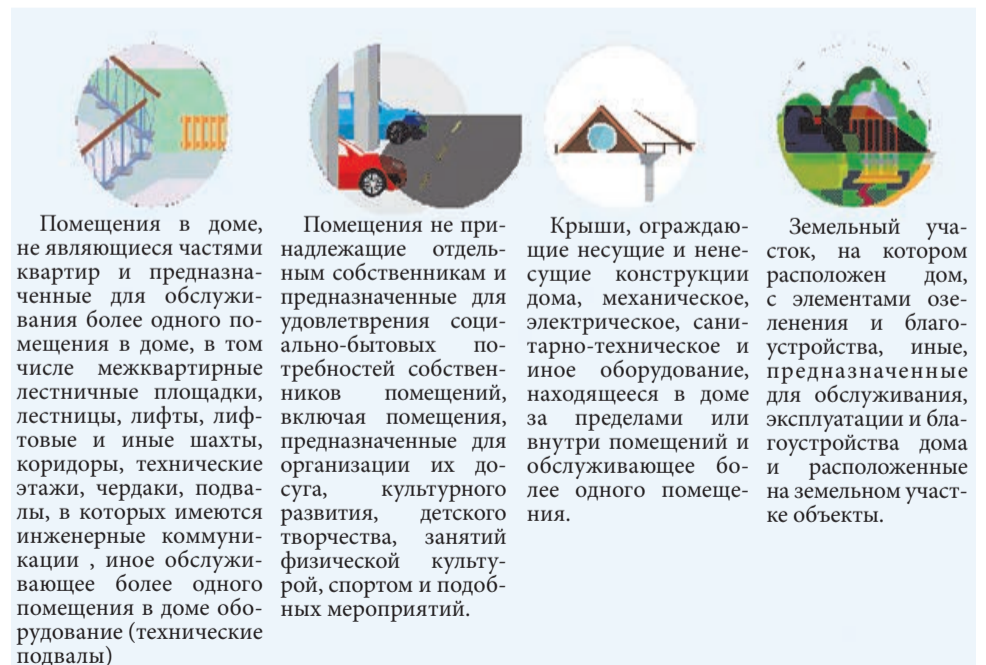 Помещения в доме,
не являющиеся частями
квартир и предназна-
ченные для обслужи-
вания более одного по-
мещения в доме, в том
числе межквартирные
лестничные площадки,
лестницы, лифты, лиф-
товые и иные шахты,
коридоры, технические
этажи, чердаки, подва-
лы, в которых имеются
инженерные коммуни-
кации , иное обслужи-
вающее более одного
помещения в доме обо-
рудование (технические
подвалы)
Помещения не при-
надлежащие отдель-
ным собственникам и
предназначенные для
удовлетврения соци-
ально-бытовых по-
требностей собствен-
ников помещений,
включая помещения,
предназначенные для
организации их до-
суга, культурного
развития, детского
творчества, занятий
физической культу-
рой, спортом и подоб-
ных мероприятий.
Крыши, ограждаю-
щие несущие и нене-
сущие конструкции
дома, механическое,
электрическое, сани-
тарно-техническое и
иное оборудование,
находящееся в доме
за пределами или
внутри помещений и
обслуживающее бо-
лее одного помеще-
ния.
Земельный уча-
сток, на котором
расположен дом,
с элементами озе-
ленения и благо-
устройства, иные,
предназначенные
для обслуживания,
эксплуатации и бла-
гоустройства дома
и расположенные
на земельном участ-
ке объекты.